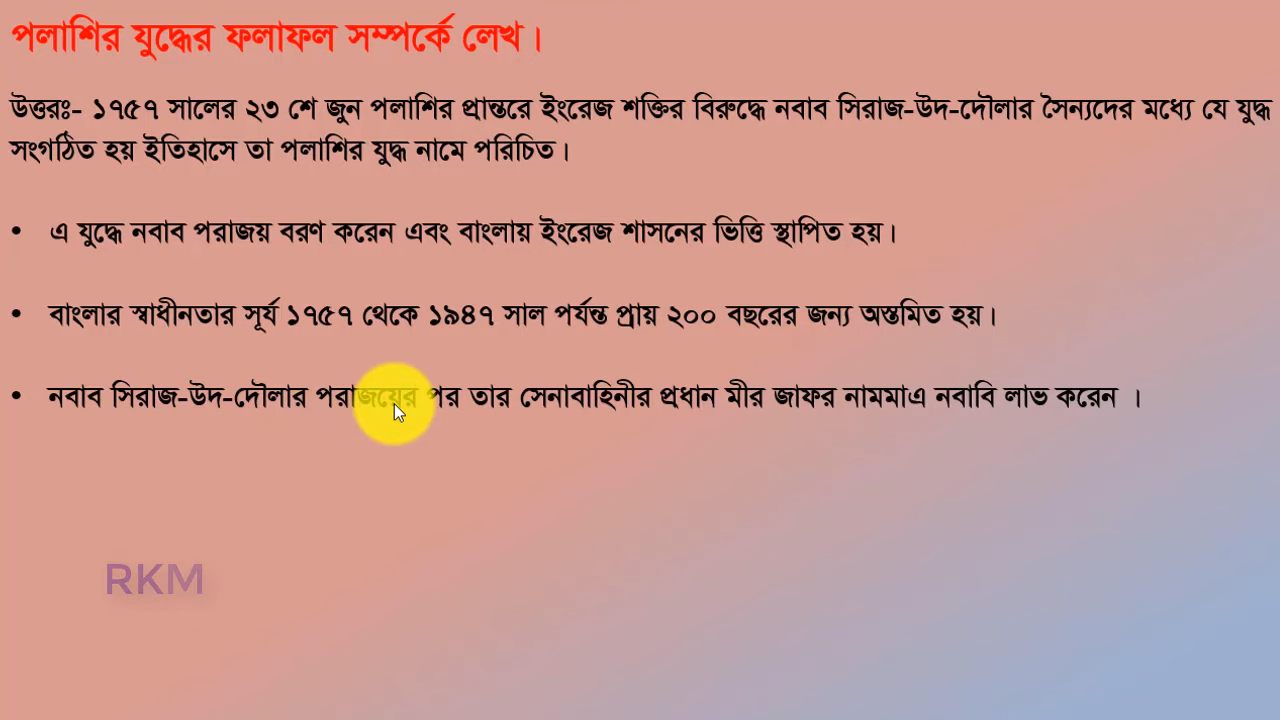 পলাশির যুদ্ধের ফলাফল সম্পর্কে লেখ।
উত্তরঃ- ১৭৫৭ সালের ২৩ শে জুন পলাশির প্রান্তরে ইংরেজ শক্তির বিরুদ্ধে নবাব সিরাজ-উদ-দৌলার সৈন্যদের মধ্যে যে যুদ্ধ
সংগঠিত হয় ইতিহাসে তা পলাশির যুদ্ধ নামে পরিচিত।
• এ যুদ্ধে নবাব পরাজয় বরণ করেন এবং বাংলায় ইংরেজ শাসনের ভিত্তি স্থাপিত হয়।
• বাংলার স্বাধীনতার সূর্য ১৭৫৭ থেকে ১৯৪৭ সাল পর্যন্ত প্রায় ২০০ বছরের জন্য অস্তমিত হয়।
• নবাব সিরাজ-উদ-দৌলার পরাজয়ের পর তার সেনাবাহিনীর প্রধান মীর জাফর নামমাএ নবাবি লাভ করেন ।
RKM